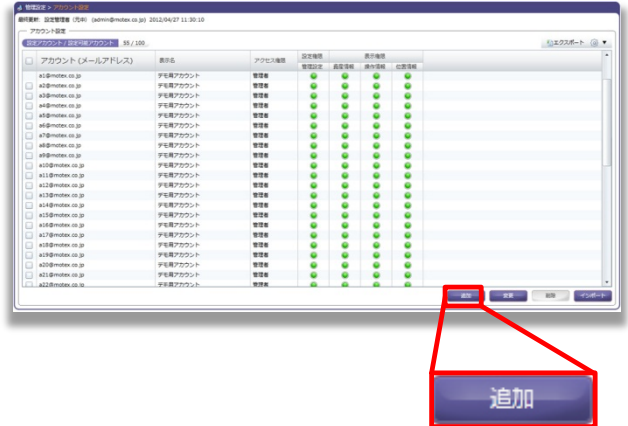 管理設定 > アカウント設定
最終更新: 設定管理者 (元中) (admin@motex.co.jp) 2012/04/27 11:30:10
アカウント設定
設定アカウント / 設定可能アカウント 55 / 100
エクスポート
アカウント (メールアドレス) 表示名 アクセス権限 設定権限 表示権限
管理設定 資産情報 操作情報 位置情報
a1@motex.co.jp デモ用アカウント 管理者
a2@motex.co.jp デモ用アカウント 管理者
a3@motex.co.jp デモ用アカウント 管理者
a4@motex.co.jp デモ用アカウント 管理者
a5@motex.co.jp デモ用アカウント 管理者
a6@motex.co.jp デモ用アカウント 管理者
a7@motex.co.jp デモ用アカウント 管理者
a8@motex.co.jp デモ用アカウント 管理者
a9@motex.co.jp デモ用アカウント 管理者
a10@motex.co.jp デモ用アカウント 管理者
a11@motex.co.jp デモ用アカウント 管理者
a12@motex.co.jp デモ用アカウント 管理者
a13@motex.co.jp デモ用アカウント 管理者
a14@motex.co.jp デモ用アカウント 管理者
a15@motex.co.jp デモ用アカウント 管理者
a16@motex.co.jp デモ用アカウント 管理者
a17@motex.co.jp デモ用アカウント 管理者
a18@motex.co.jp デモ用アカウント 管理者
a19@motex.co.jp デモ用アカウント 管理者
a20@motex.co.jp デモ用アカウント 管理者
a21@motex.co.jp デモ用アカウント 管理者
a22@motex.co.jp デモ用アカウント 管理者
追加 変更 削除 インポート
追加